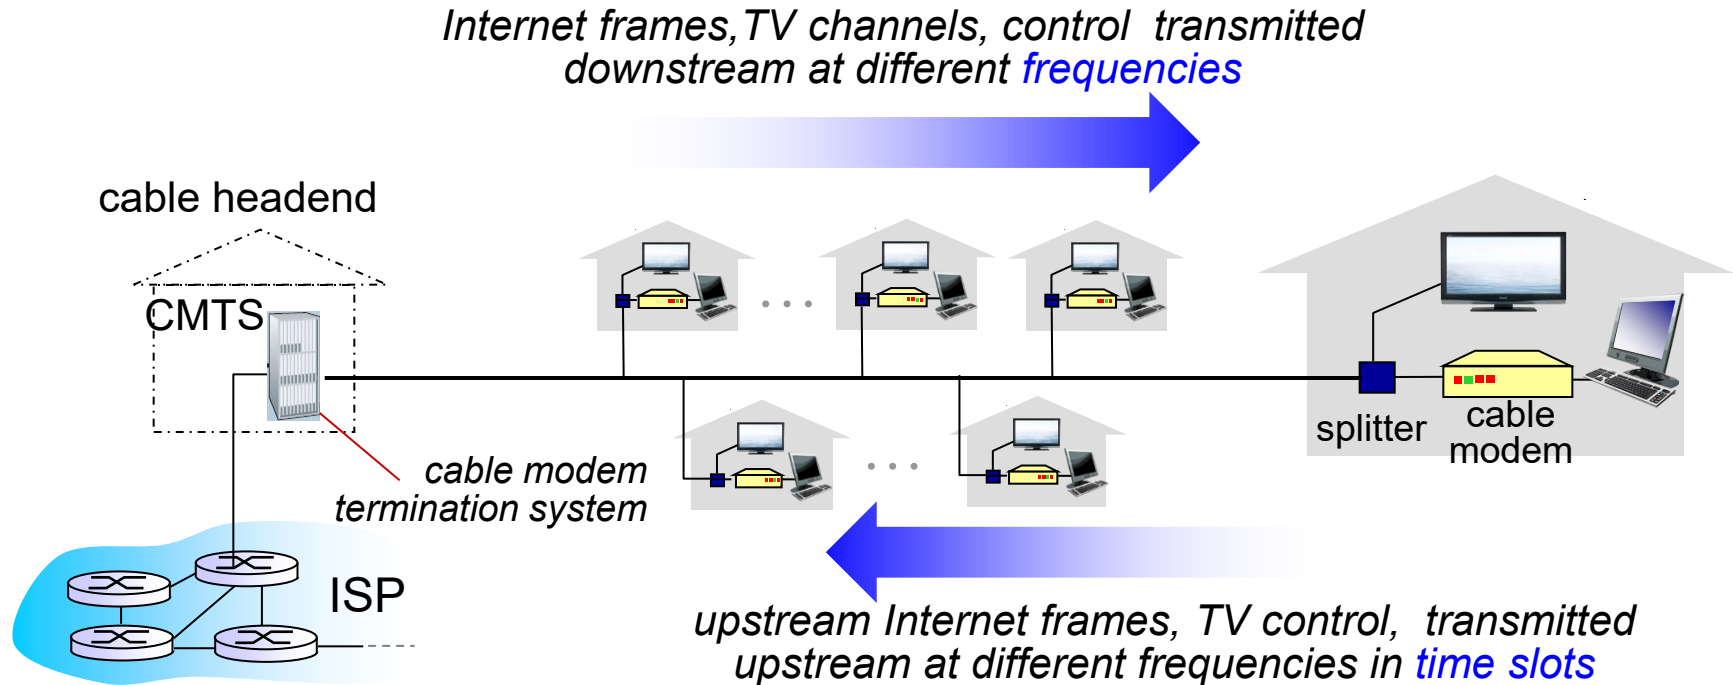 Internet frames, TV channels, control transmitted
downstream at different frequencies
cable headend
CMTS
splitter
cable
modem
cable modem
termination system
ISP
upstream Internet frames, TV control, transmitted
upstream at different frequencies in time slots